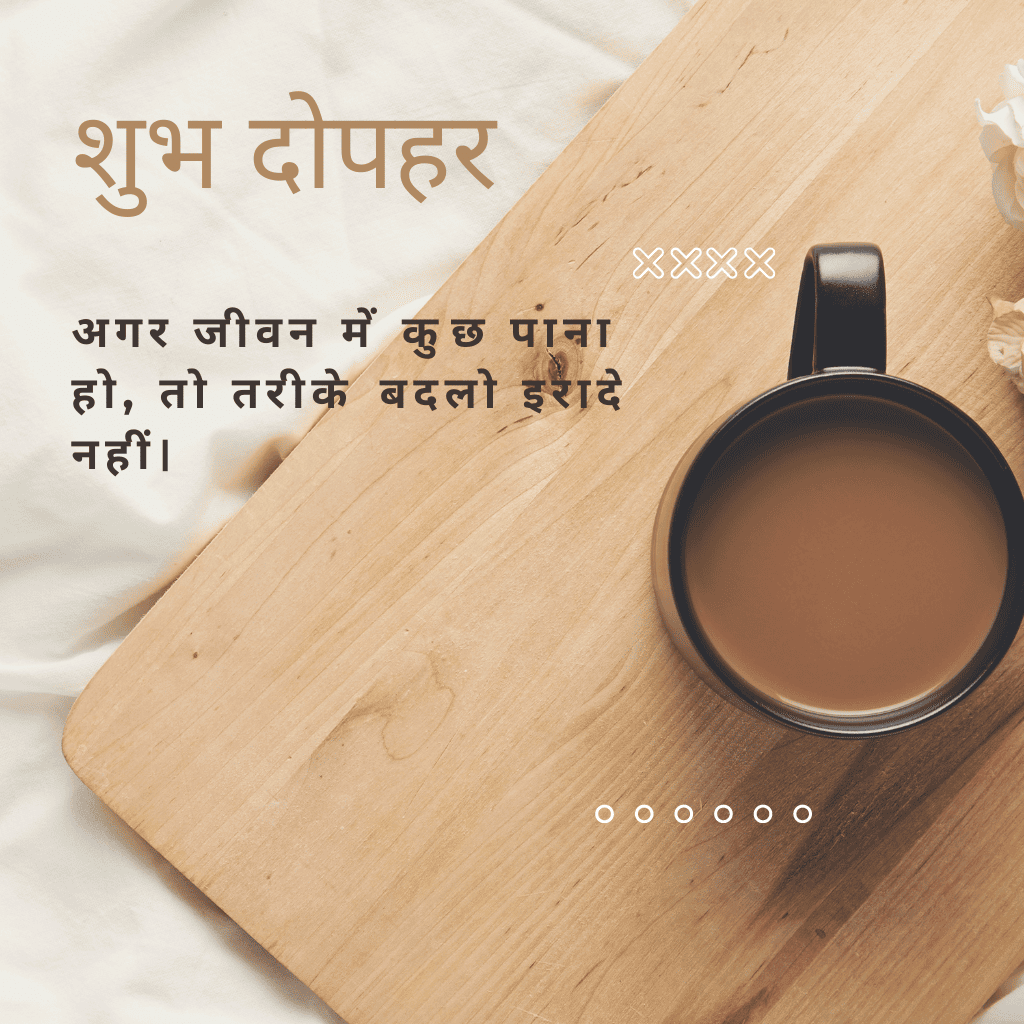 शुभ दोपहर
अगर जीवन में कुछ पाना
हो, तो तरीके बदलो इरादे
नहीं।